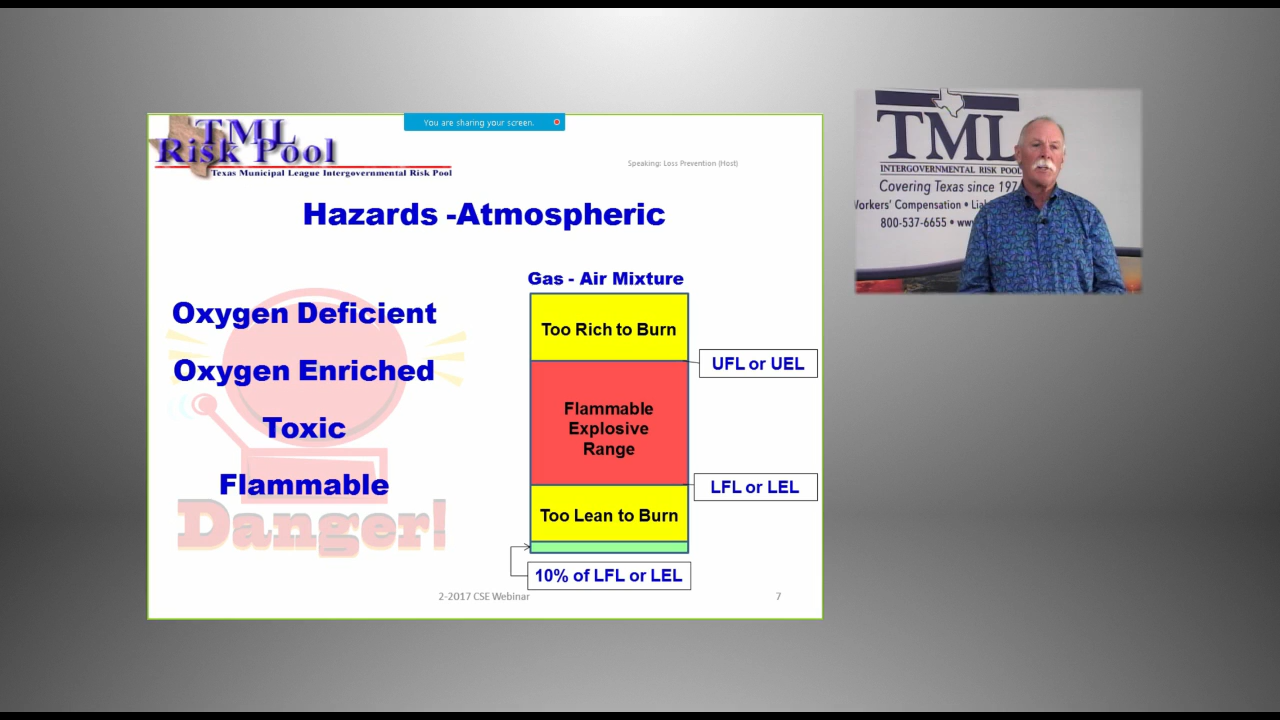 You are sharing your screen.
TML
Risk Pool
Texas Municipal League Intergovernmental Risk Pool
Speaking: Loss Prevention (Host)
Hazards -Atmospheric
Oxygen Deficient
Oxygen Enriched
Toxic
Flammable
Danger!
Gas - Air Mixture
Too Rich to Burn
UFL or UEL
Flammable
Explosive
Range
LFL or LEL
Too Lean to Burn
10% of LFL or LEL
2-2017 CSE Webinar
7
TML
INTERGOVERNMENTAL RISK POOL
Covering Texas since 197
Workers' Compensation • Lia
800-537-6655 • ww